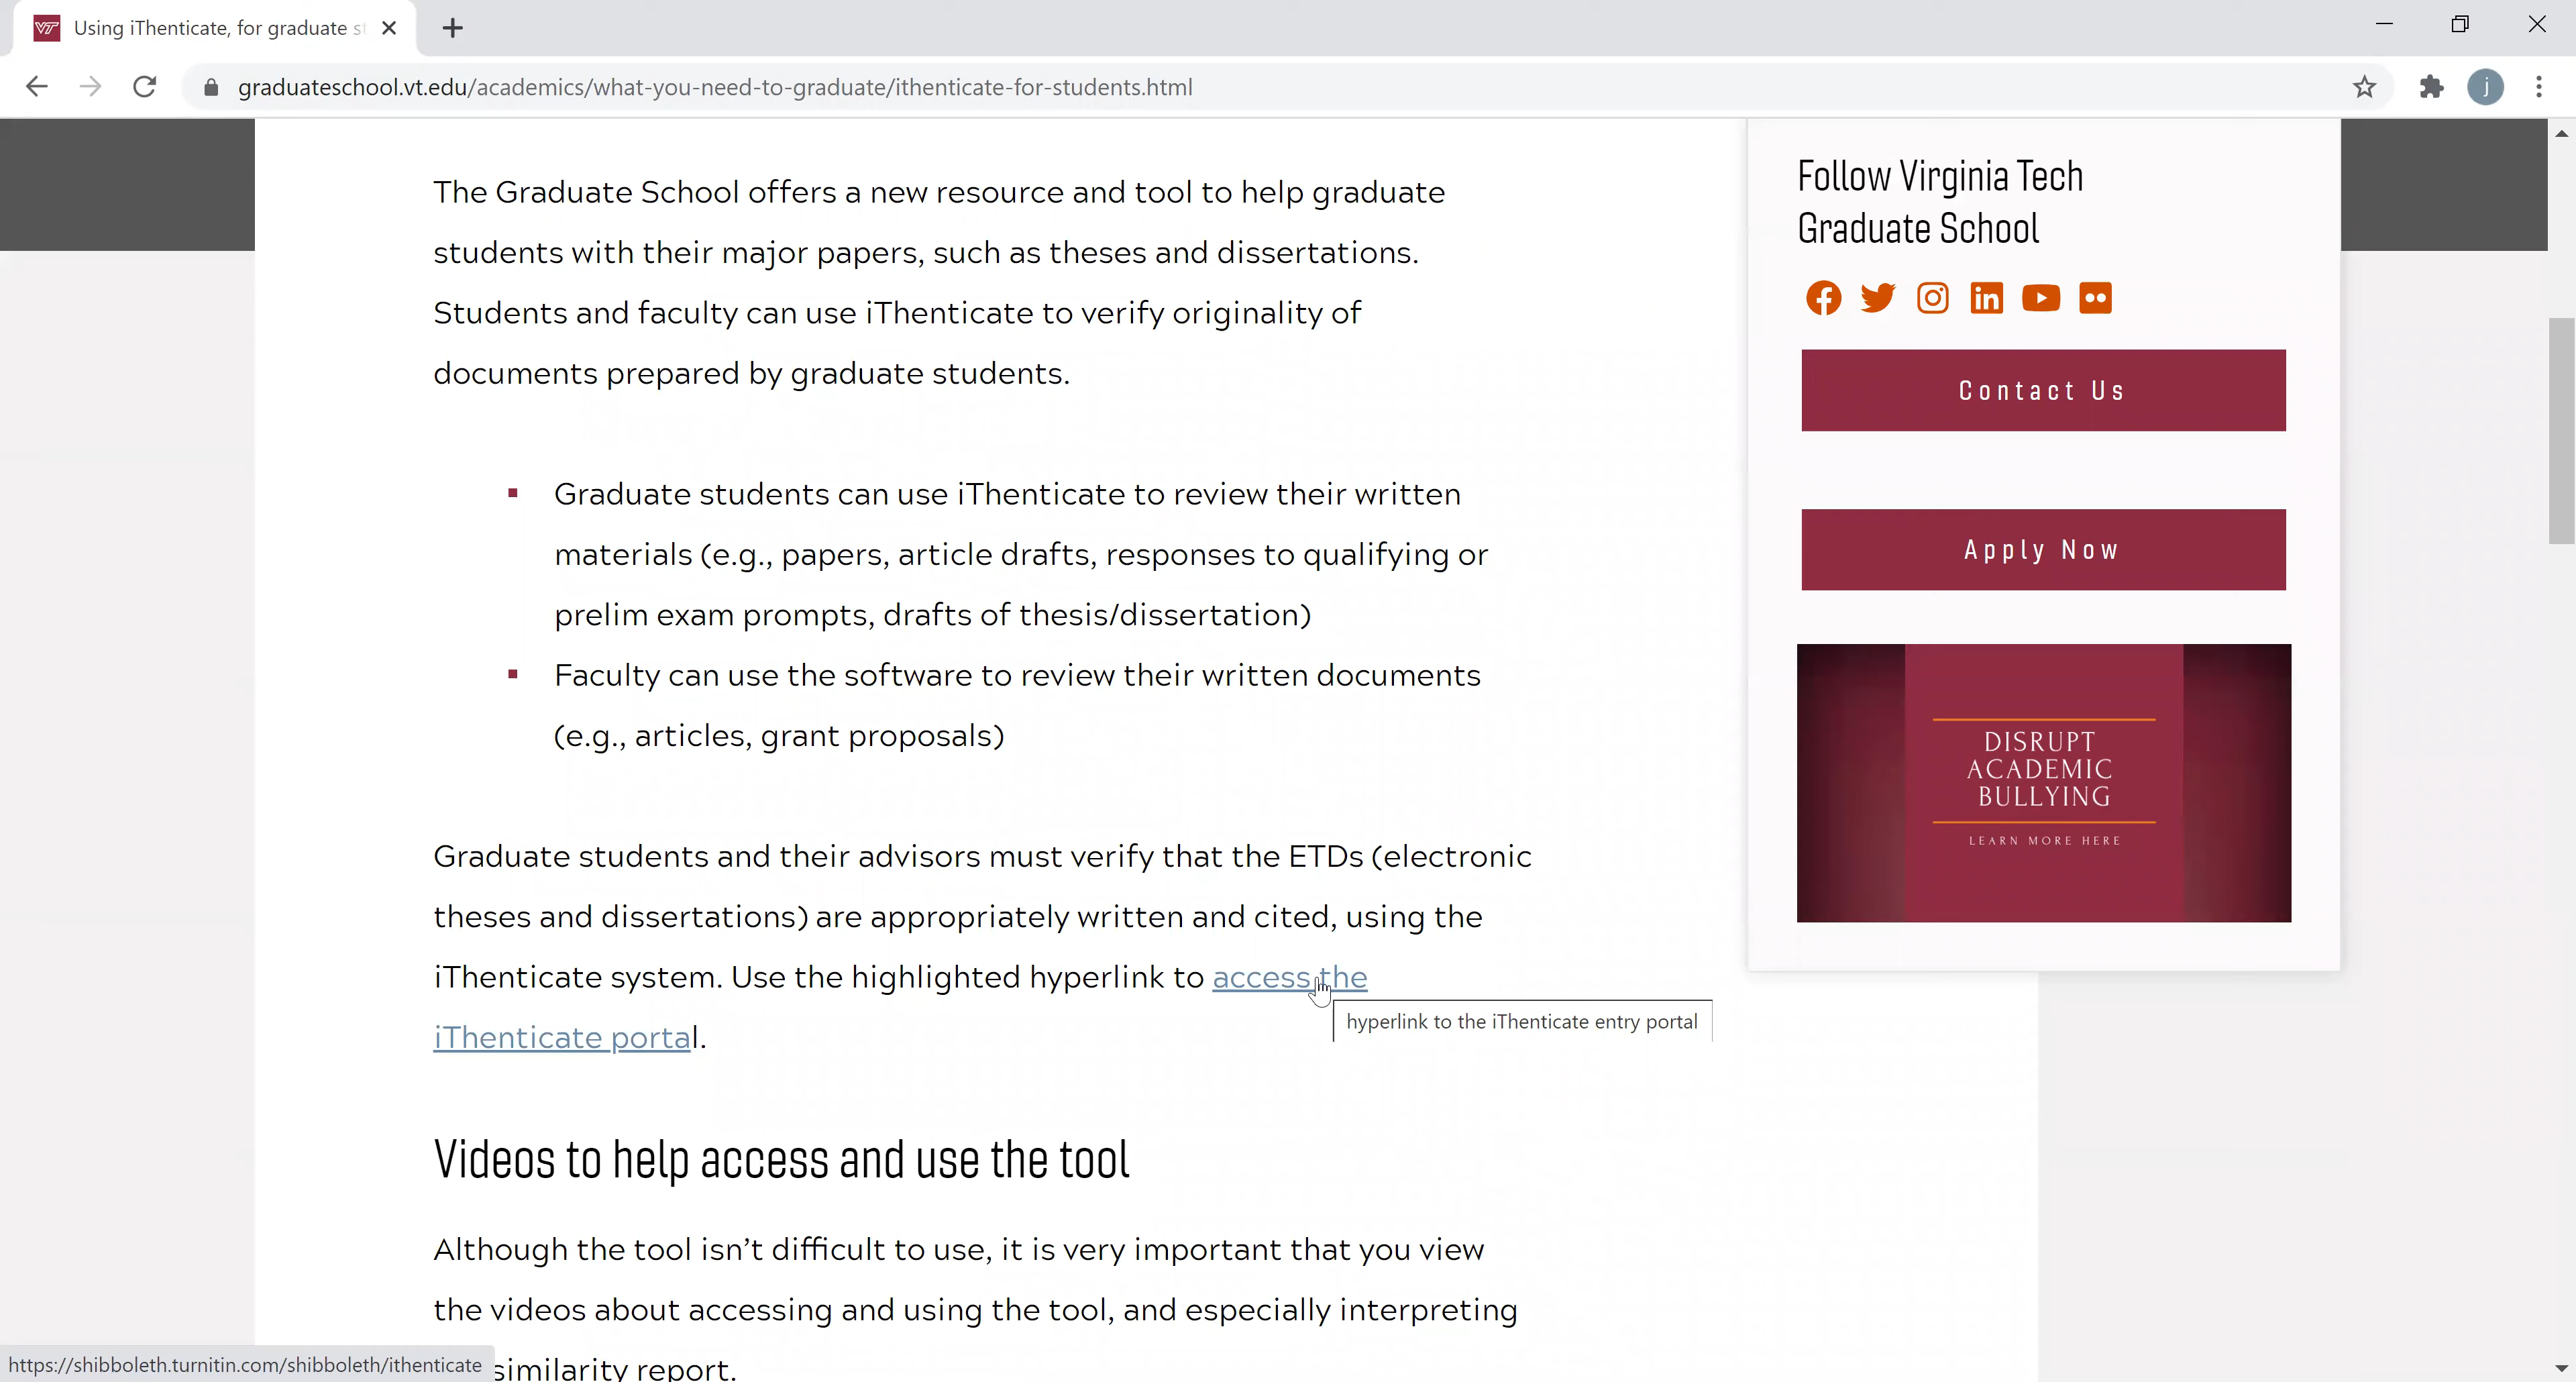 Using iThenticate, for graduate st
graduateschool.vt.edu/academics/what-you-need-to-graduate/ithenticate-for-students.html
j
The Graduate School offers a new resource and tool to help graduate
students with their major papers, such as theses and dissertations.
Students and faculty can use iThenticate to verify originality of
documents prepared by graduate students.
Graduate students can use iThenticate to review their written
materials (e.g., papers, article drafts, responses to qualifying or
prelim exam prompts, drafts of thesis/dissertation)
Faculty can use the software to review their written documents
(e.g., articles, grant proposals)
Graduate students and their advisors must verify that the ETDs (electronic
theses and dissertations) are appropriately written and cited, using the
iThenticate system. Use the highlighted hyperlink to access the
iThenticate portal.
hyperlink to the iThenticate entry portal
Videos to help access and use the tool
Although the tool isn't difficult to use, it is very important that you view
the videos about accessing and using the tool, and especially interpreting
similarity report.
https://shibboleth.turnitin.com/shibboleth/ithenticate
Follow Virginia Tech
Graduate School
Contact Us
Apply Now
DISRUPT
ACADEMIC
BULLYING
LEARN MORE HERE